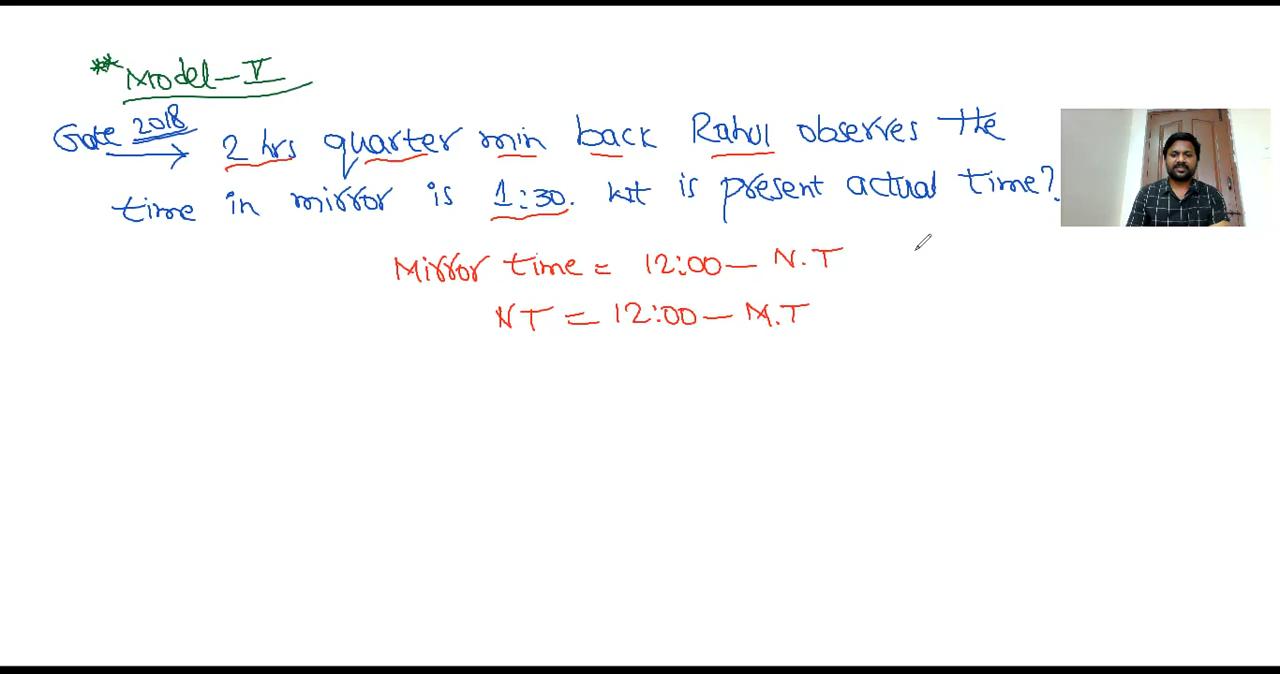 ** Model-V
Gate 2018 2 hrs quarter min back Rahul observes the
time in mirror is 1:30. wt is present actual time?
Mirror time = 12:00 - N.T
NT = 12:00 - M.T